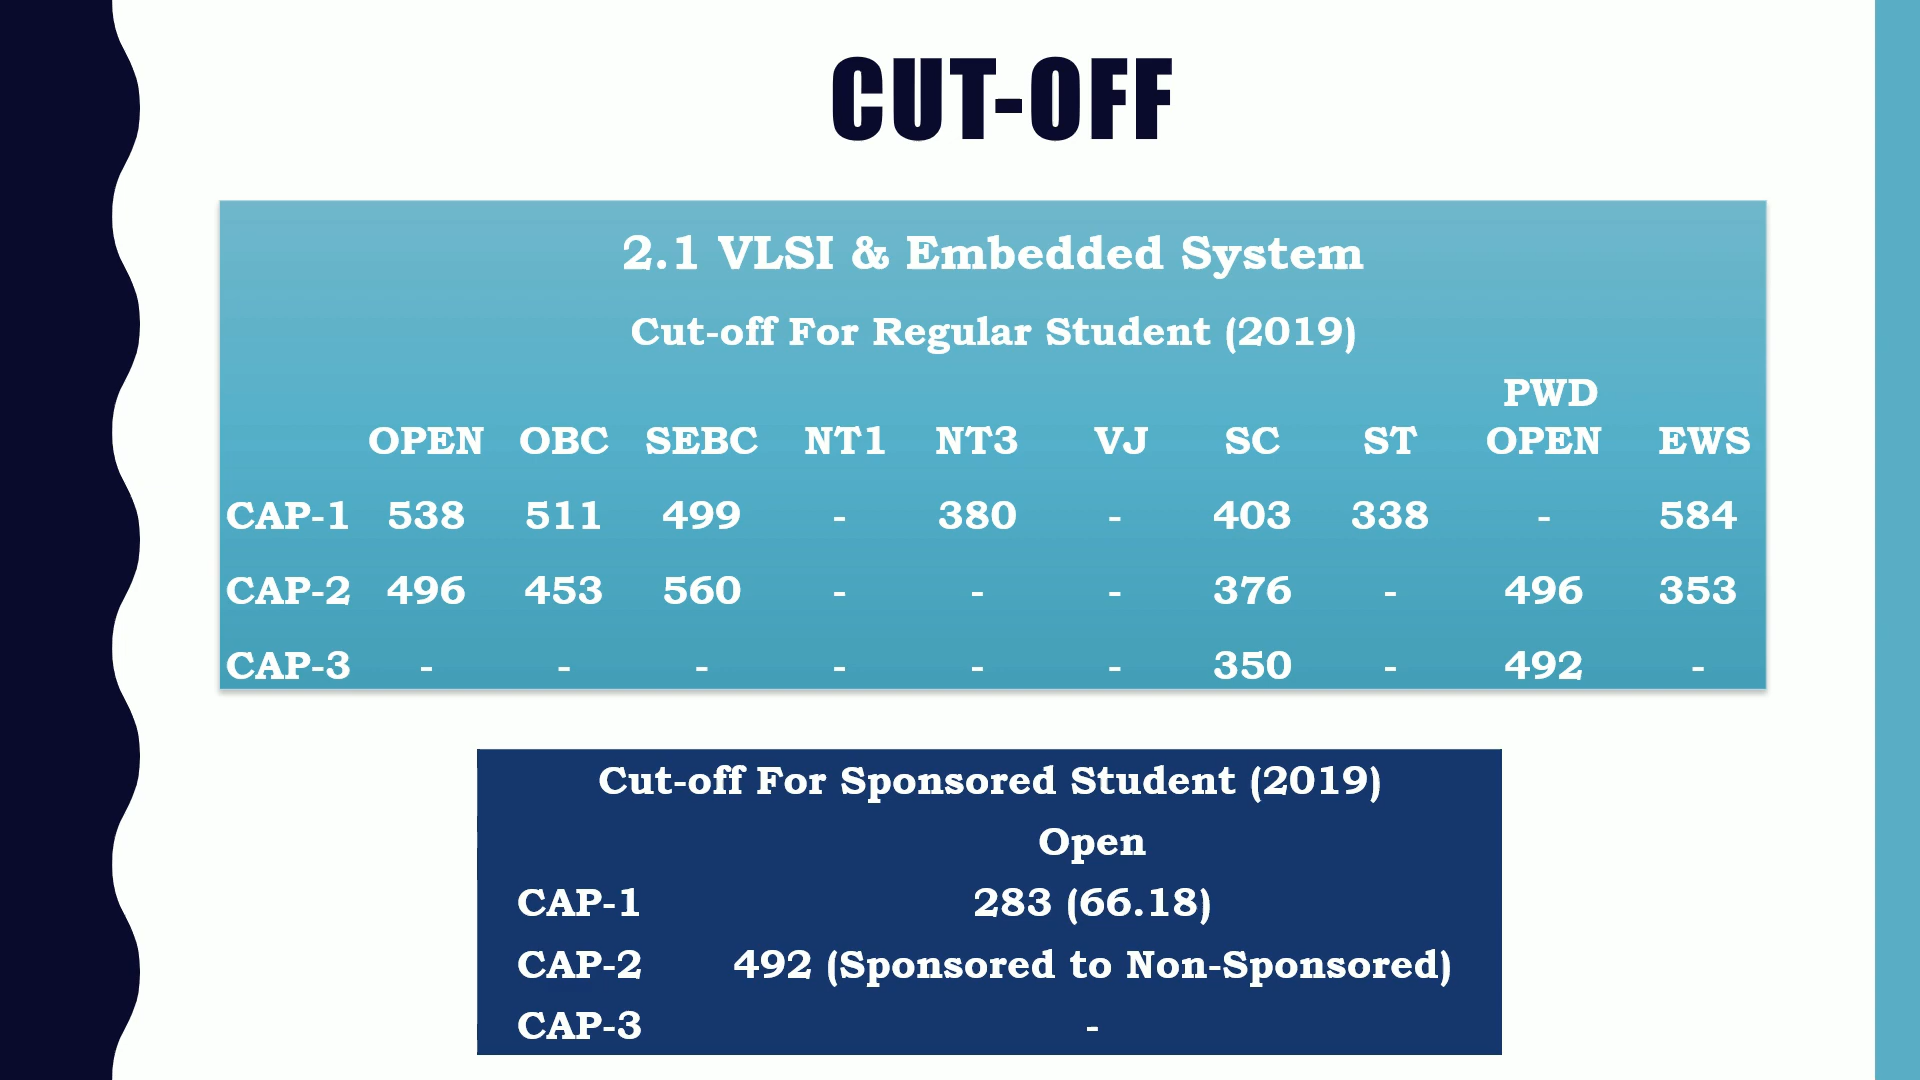 CUT-OFF
2.1 VLSI & Embedded System
Cut-off For Regular Student (2019)
OPEN OBC SEBC NT1 NT3 VJ SC ST PWD OPEN EWS
CAP-1 538 511 499 - 380 - 403 338 - 584
CAP-2 496 453 560 - - - 376 - 496 353
CAP-3 - - - - - - 350 - 492 -
Cut-off For Sponsored Student (2019)
Open
CAP-1 283 (66.18)
CAP-2 492 (Sponsored to Non-Sponsored)
CAP-3 -